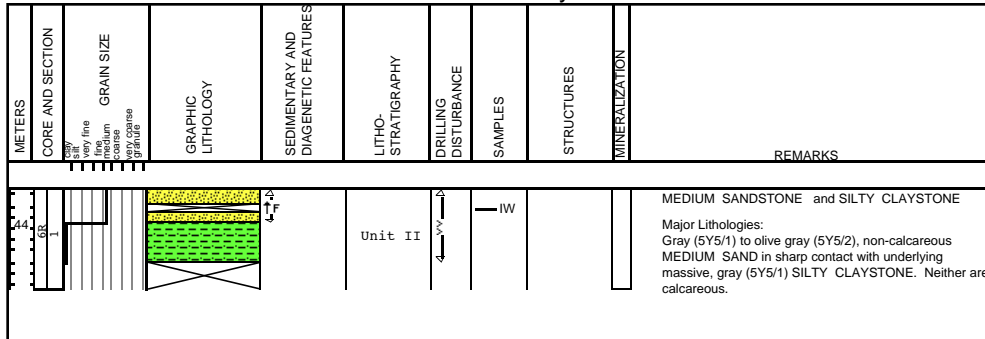 METERS
CORE AND SECTION
clay
silt
very fine
fine
medium
coarse
very coarse
granule
GRAIN SIZE
GRAPHIC
LITHOLOGY
SEDIMENTARY AND
DIAGENETIC FEATURES
LITHO-
STRATIGRAPHY
DRILLING
DISTURBANCE
SAMPLES
STRUCTURES
MINERALIZATION
REMARKS
44
6R
1
F
Unit II
IW
MEDIUM SANDSTONE and SILTY CLAYSTONE
Major Lithologies:
Gray (5Y5/1) to olive gray (5Y5/2), non-calcareous
MEDIUM SAND in sharp contact with underlying
massive, gray (5Y5/1) SILTY CLAYSTONE. Neither are
calcareous.